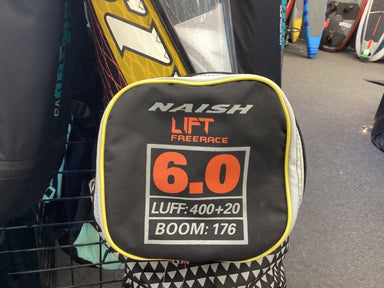 NAISH
LIFT
FREERACE
6.0
LUFF: 400+20
BOOM: 176